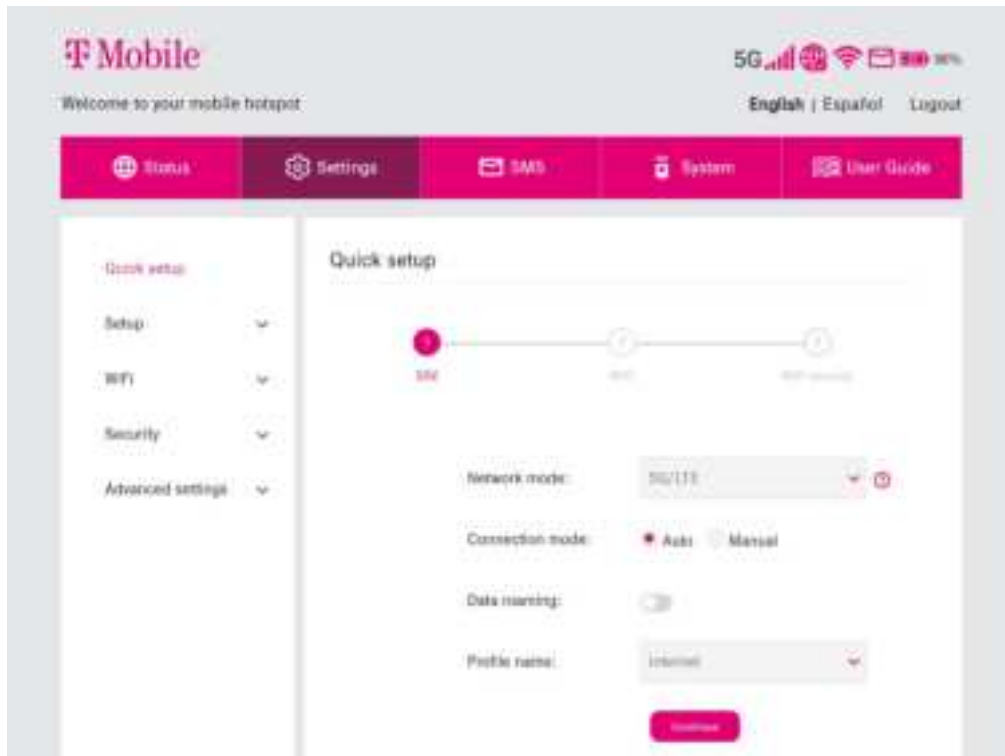 T Mobile
5G
Welcome to your mobile hotspot
English | Español Logout
Status Settings SMS System User Guide
Quick setup
Setup
WiFi
Security
Advanced settings
Quick setup
SIM
Network mode: 5G/LTE
Connection mode: Auto Manual
Data roaming:
Profile name: Internet
Continue